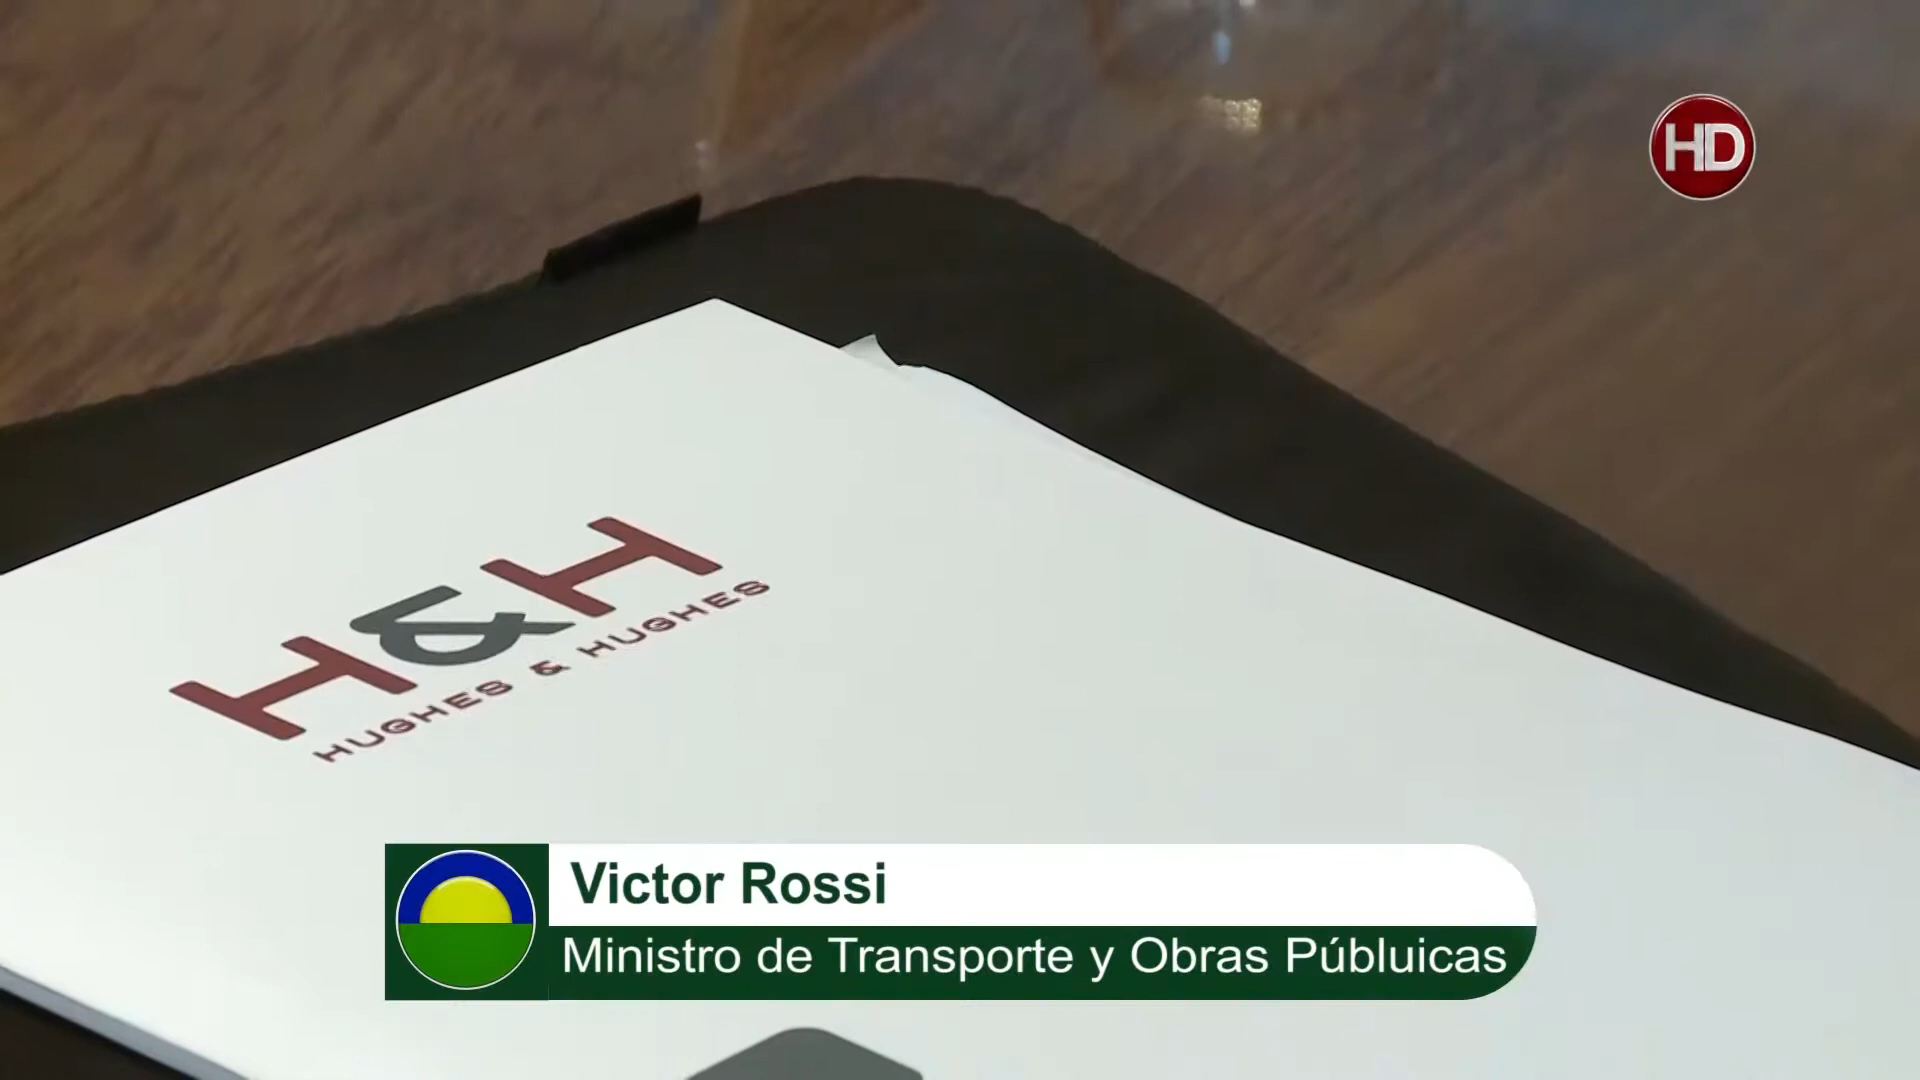 HD
H&H
HUGHES & HUGHES
Victor Rossi
Ministro de Transporte y Obras Públuicas